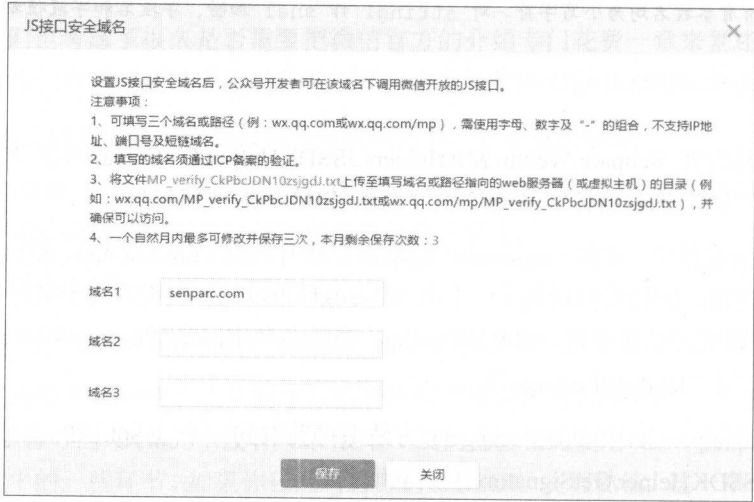 JS接口安全域名
设置JS接口安全域名后，公众号开发者可在该域名下调用微信开放的JS接口。
注意事项：
1、可填写三个域名或路径（例：wx.qq.com或wx.qq.com/mp），需使用字母、数字及“-”的组合，不支持IP地
址、端口号及短链域名。
2、填写的域名须通过ICP备案的验证。
3、将文件MP_verify_CkPbcJDN10zsjgdJ.txt上传至填写域名或路径指向的web服务器（或虚拟主机）的目录（例
如：wx.qq.com/MP_verify_CkPbcJDN10zsjgdJ.txt或wx.qq.com/mp/MP_verify_CkPbcJDN10zsjgdJ.txt），并
确保可以访问。
4、一个自然月内最多可修改并保存三次，本月剩余保存次数：3
域名1 senparc.com
域名2
域名3
保存 关闭